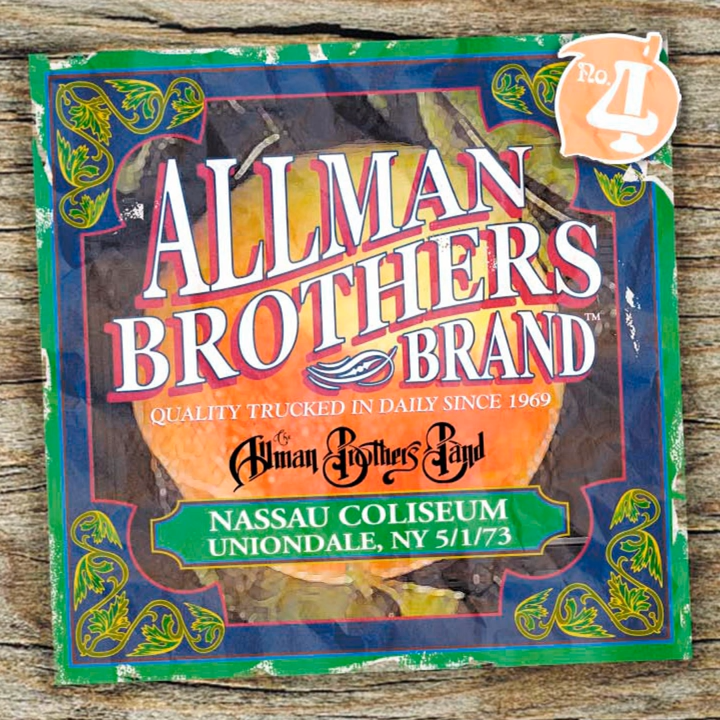 No. 4
ALLMAN
BROTHERS
BRAND™
QUALITY TRUCKED IN DAILY SINCE 1969
The Allman Brothers Band
NASSAU COLISEUM
UNIONDALE, NY 5/1/73